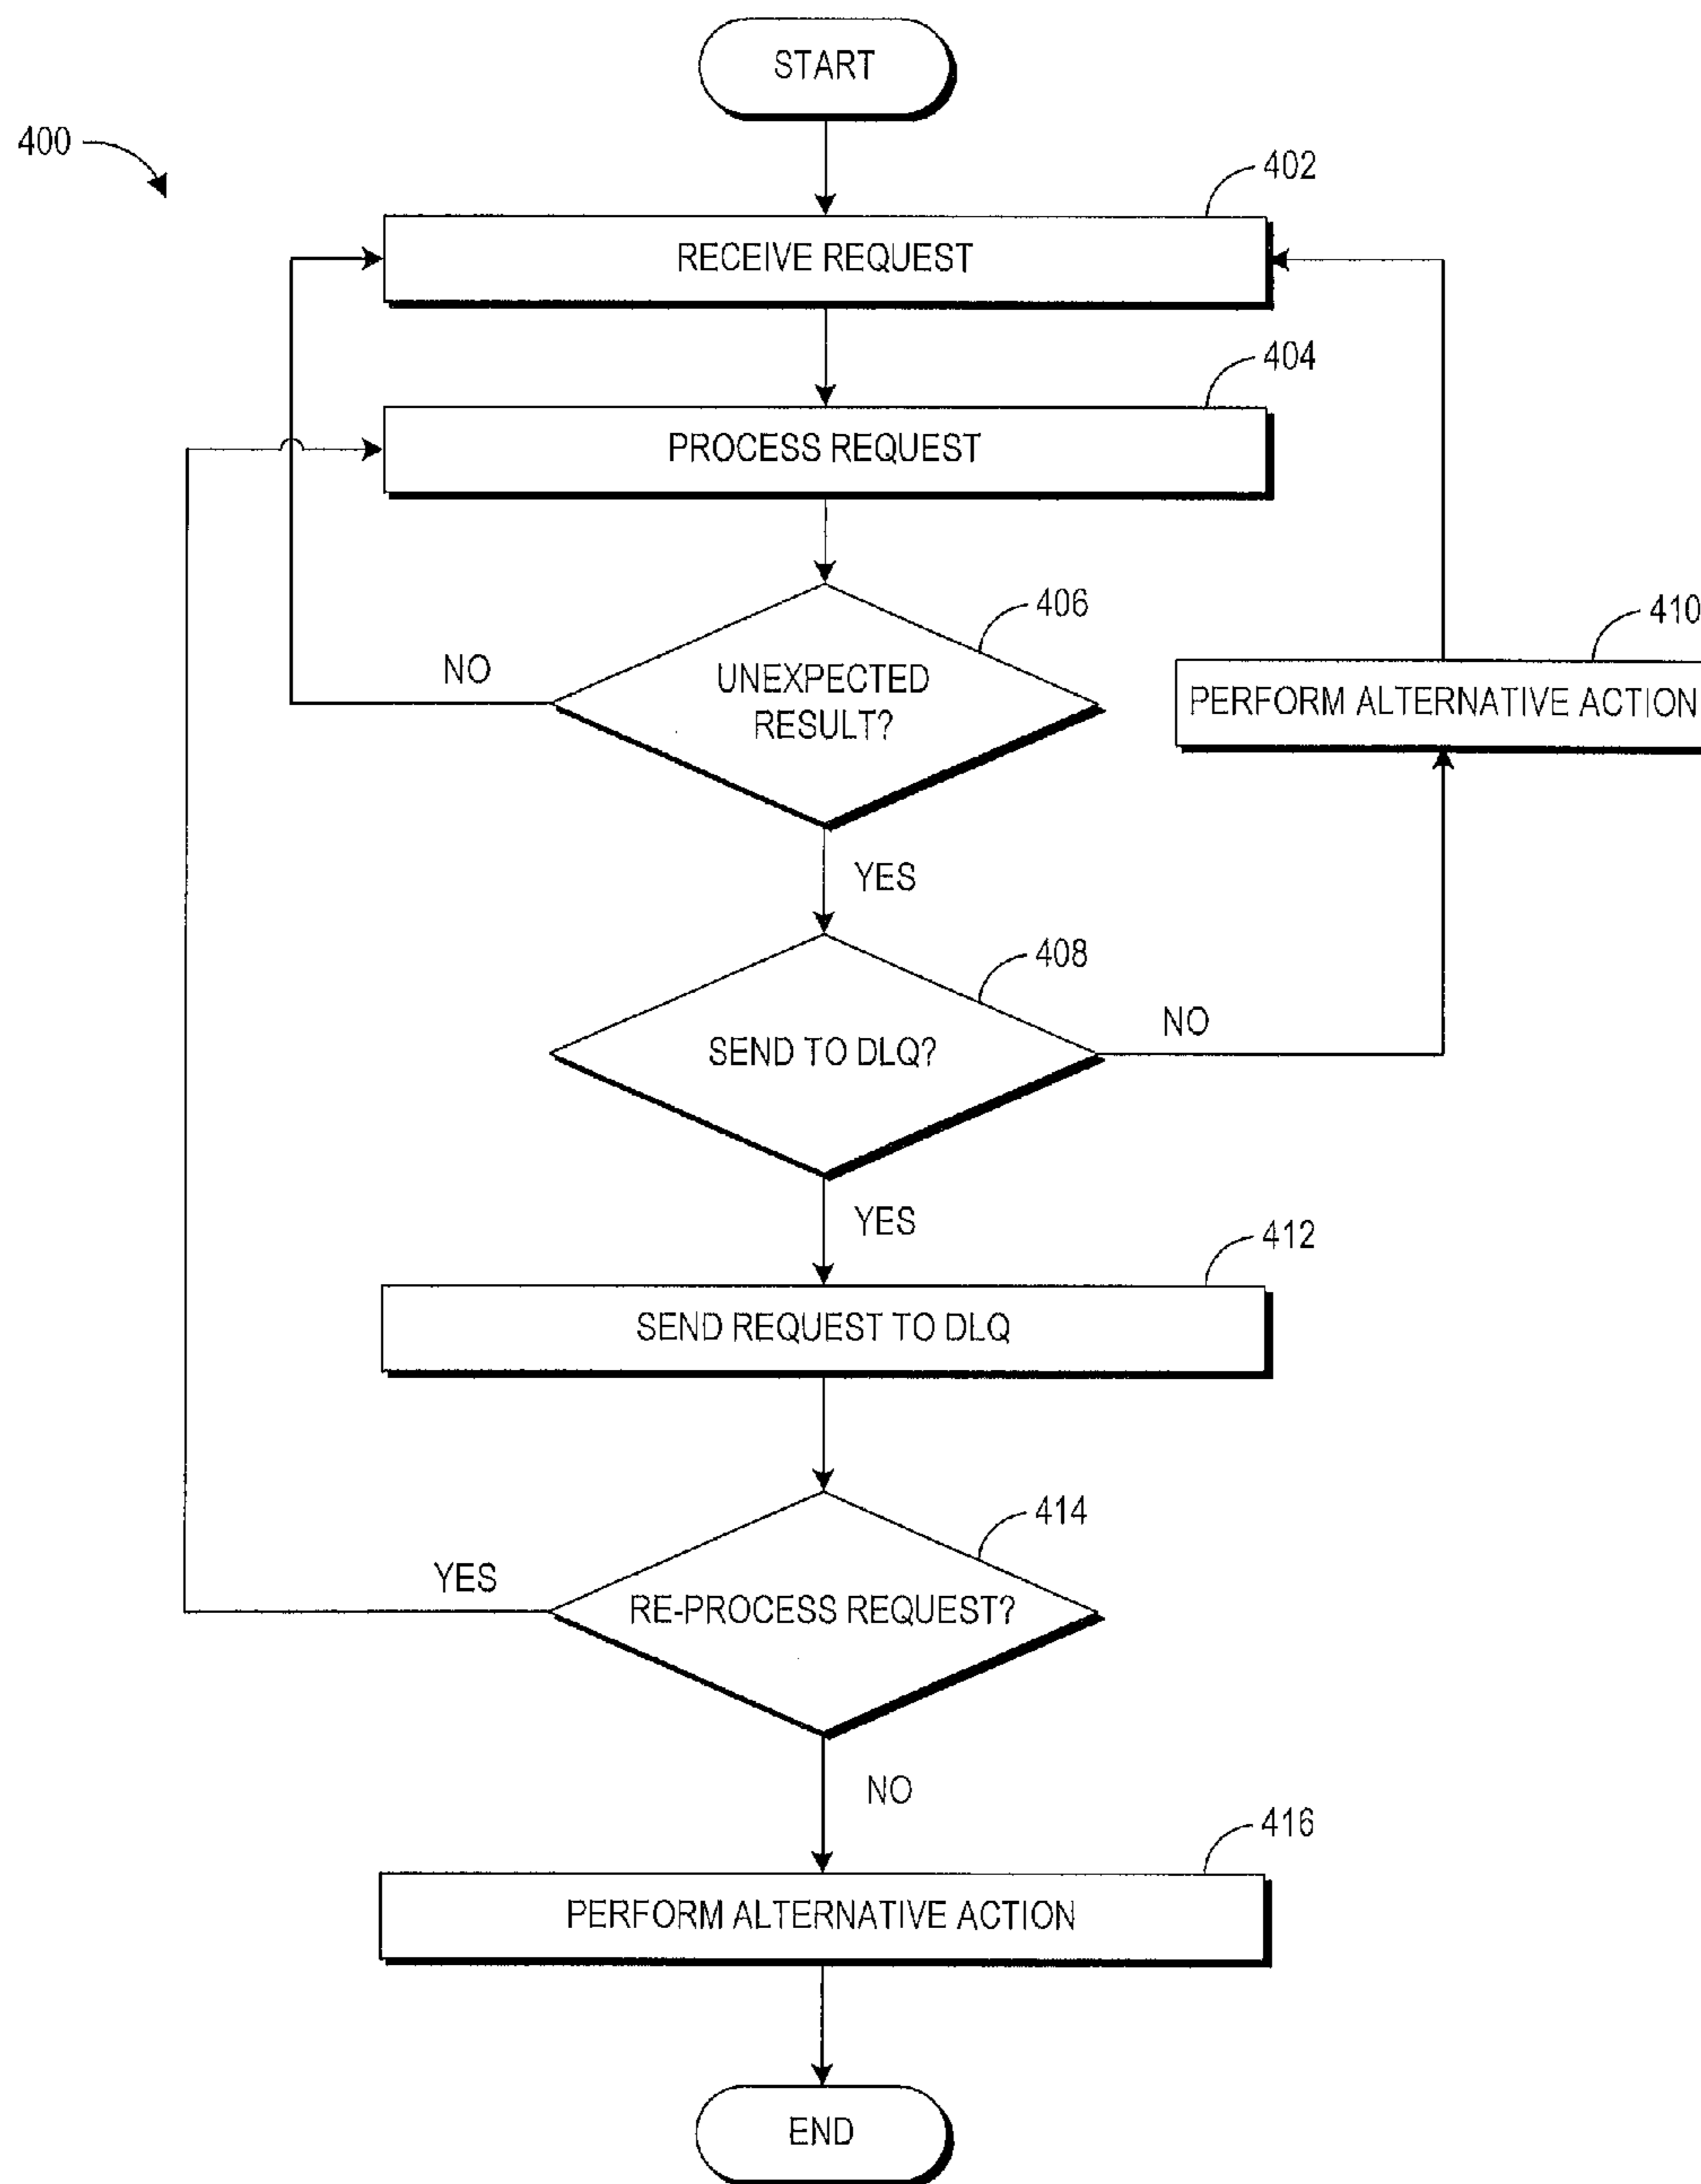 START
400
402
RECEIVE REQUEST
404
PROCESS REQUEST
406
410
NO
UNEXPECTED
RESULT?
PERFORM ALTERNATIVE ACTION
YES
408
NO
SEND TO DLQ?
YES
412
SEND REQUEST TO DLQ
414
YES
RE-PROCESS REQUEST?
NO
416
PERFORM ALTERNATIVE ACTION
END